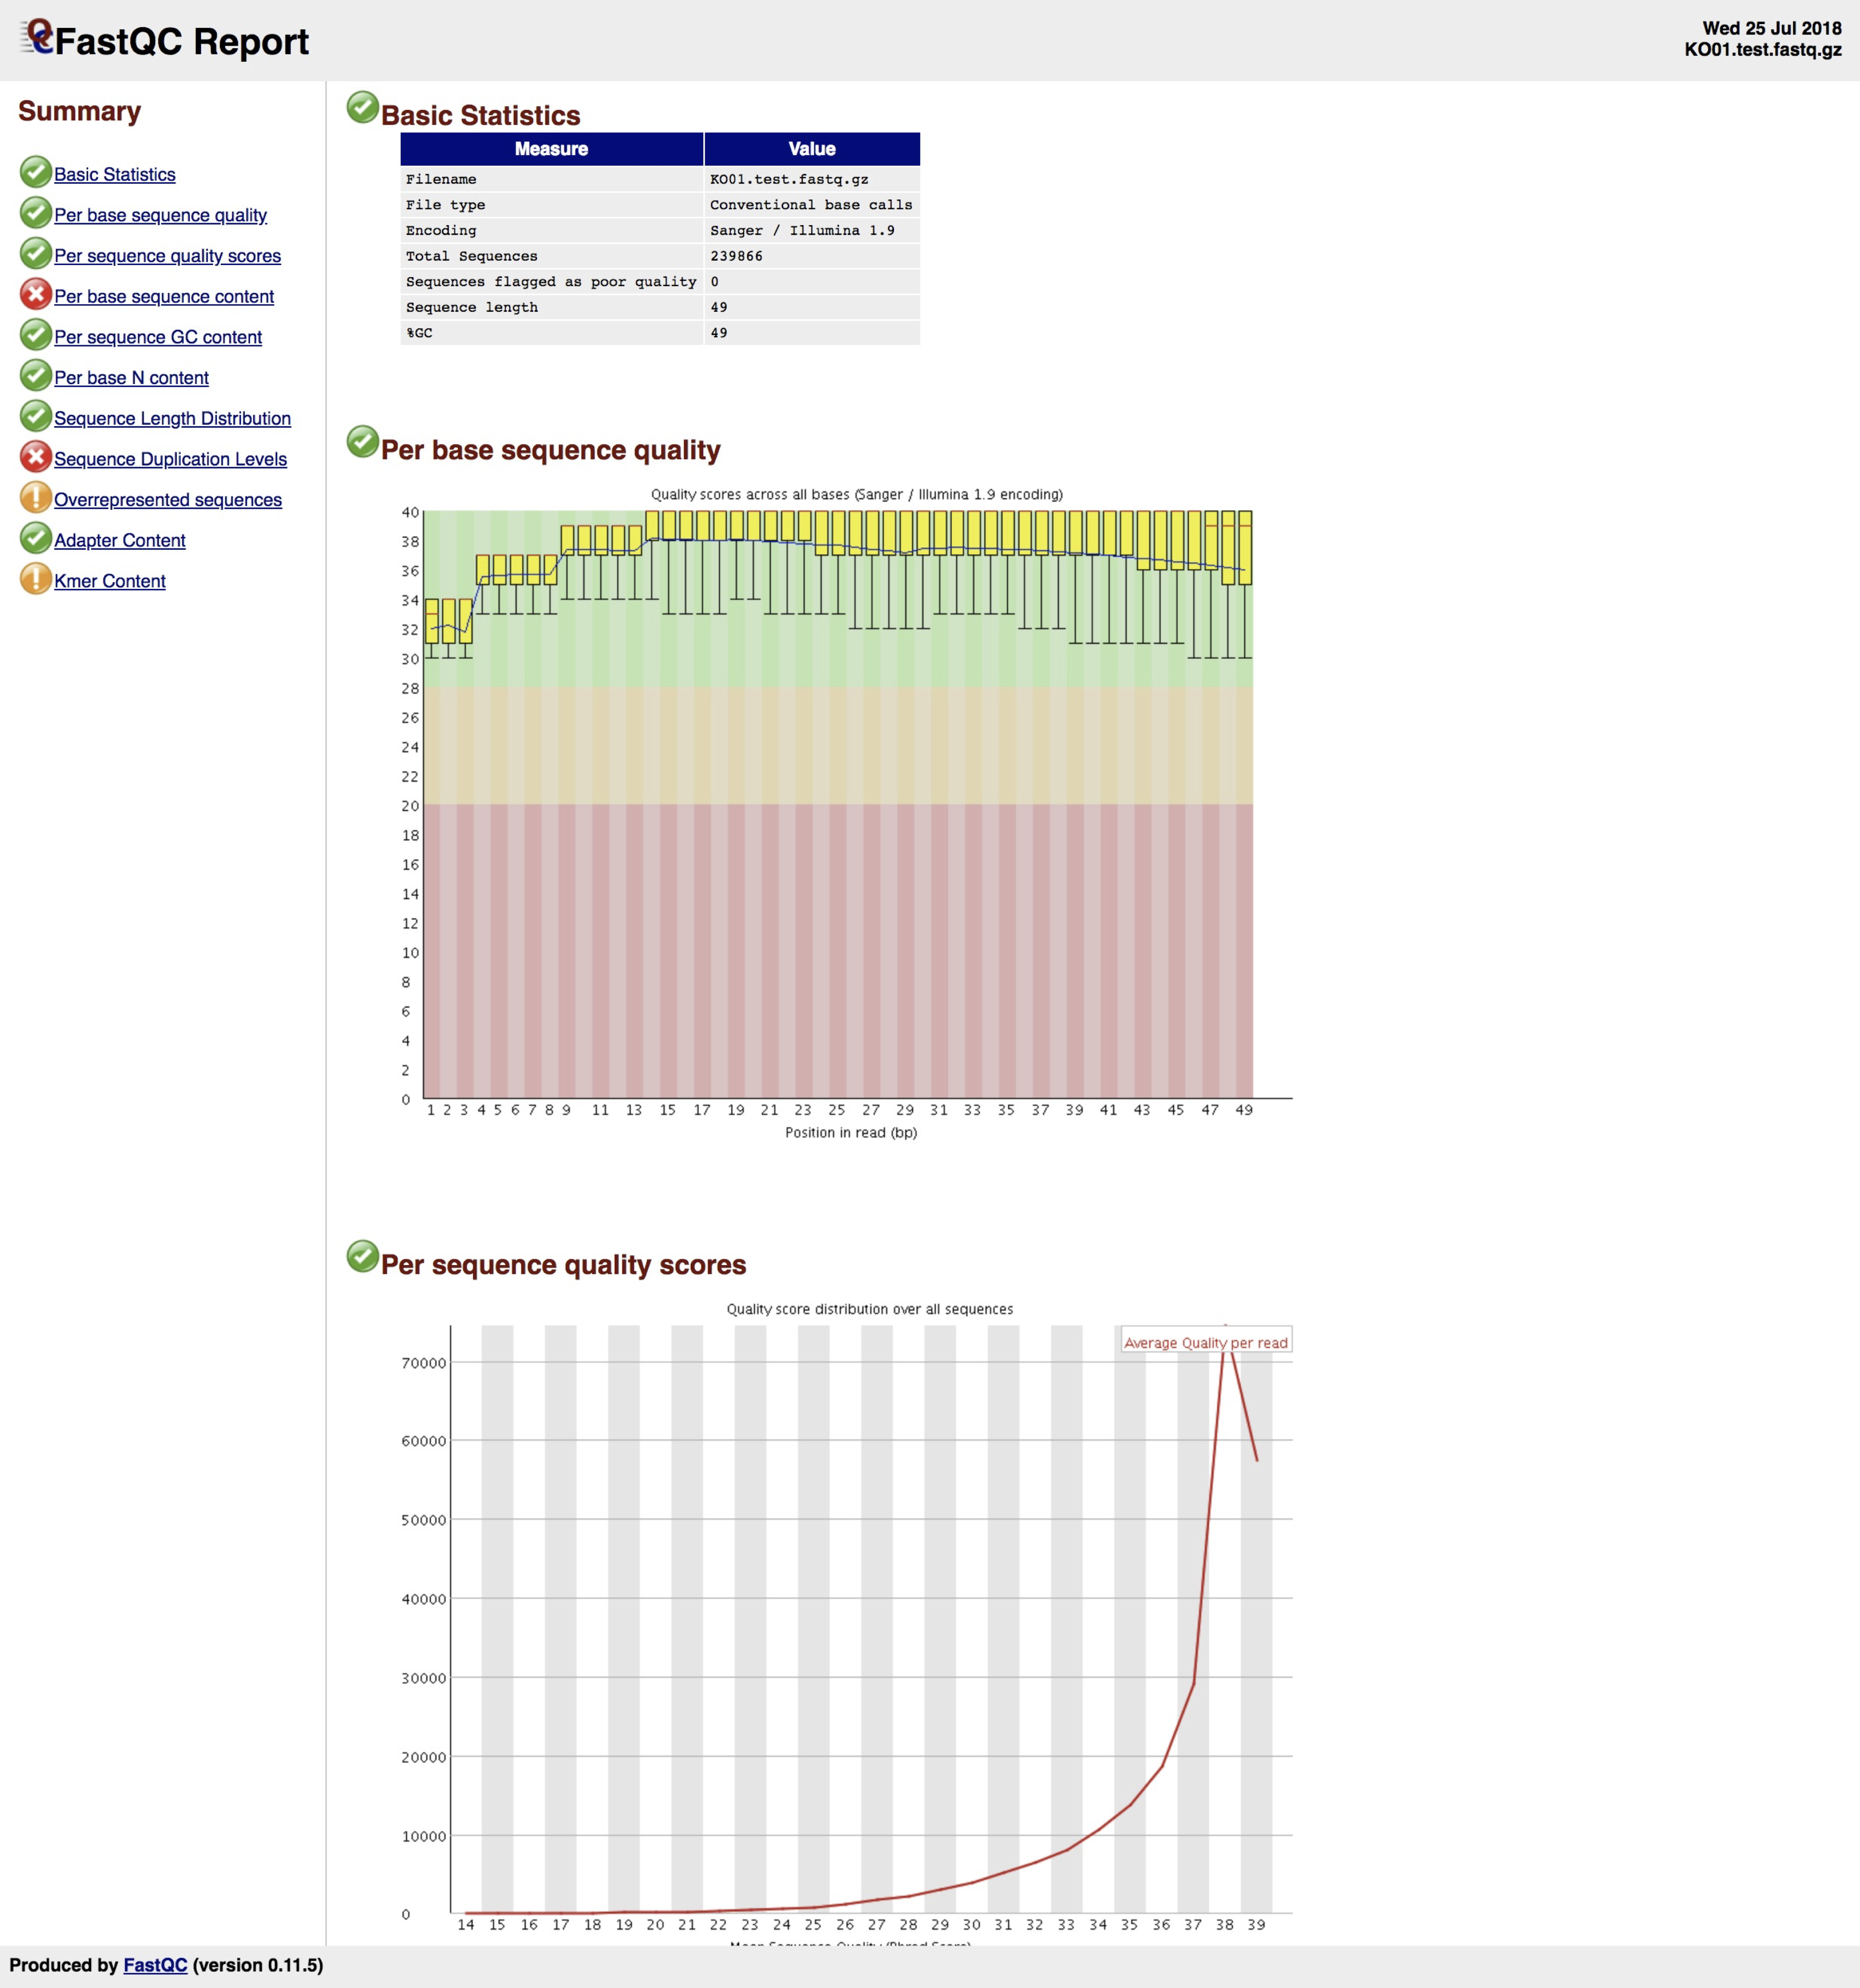 FastQC Report
Wed 25 Jul 2018
KO01.test.fastq.gz
Summary
Basic Statistics
Per base sequence quality
Per sequence quality scores
Per base sequence content
Per sequence GC content
Per base N content
Sequence Length Distribution
Sequence Duplication Levels
Overrepresented sequences
Adapter Content
Kmer Content
Basic Statistics
Measure Value
Filename KO01.test.fastq.gz
File type Conventional base calls
Encoding Sanger / Illumina 1.9
Total Sequences 239866
Sequences flagged as poor quality 0
Sequence length 49
%GC 49
Per base sequence quality
Quality scores across all bases (Sanger / Illumina 1.9 encoding)
40
38
36
34
32
30
28
26
24
22
20
18
16
14
12
10
8
6
4
2
0
1 2 3 4 5 6 7 8 9 11 13 15 17 19 21 23 25 27 29 31 33 35 37 39 41 43 45 47 49
Position in read (bp)
Per sequence quality scores
Quality score distribution over all sequences
Average Quality per read
70000
60000
50000
40000
30000
20000
10000
0
14 15 16 17 18 19 20 21 22 23 24 25 26 27 28 29 30 31 32 33 34 35 36 37 38 39
Mean Sequence Quality (Phred Score)
Produced by FastQC (version 0.11.5)